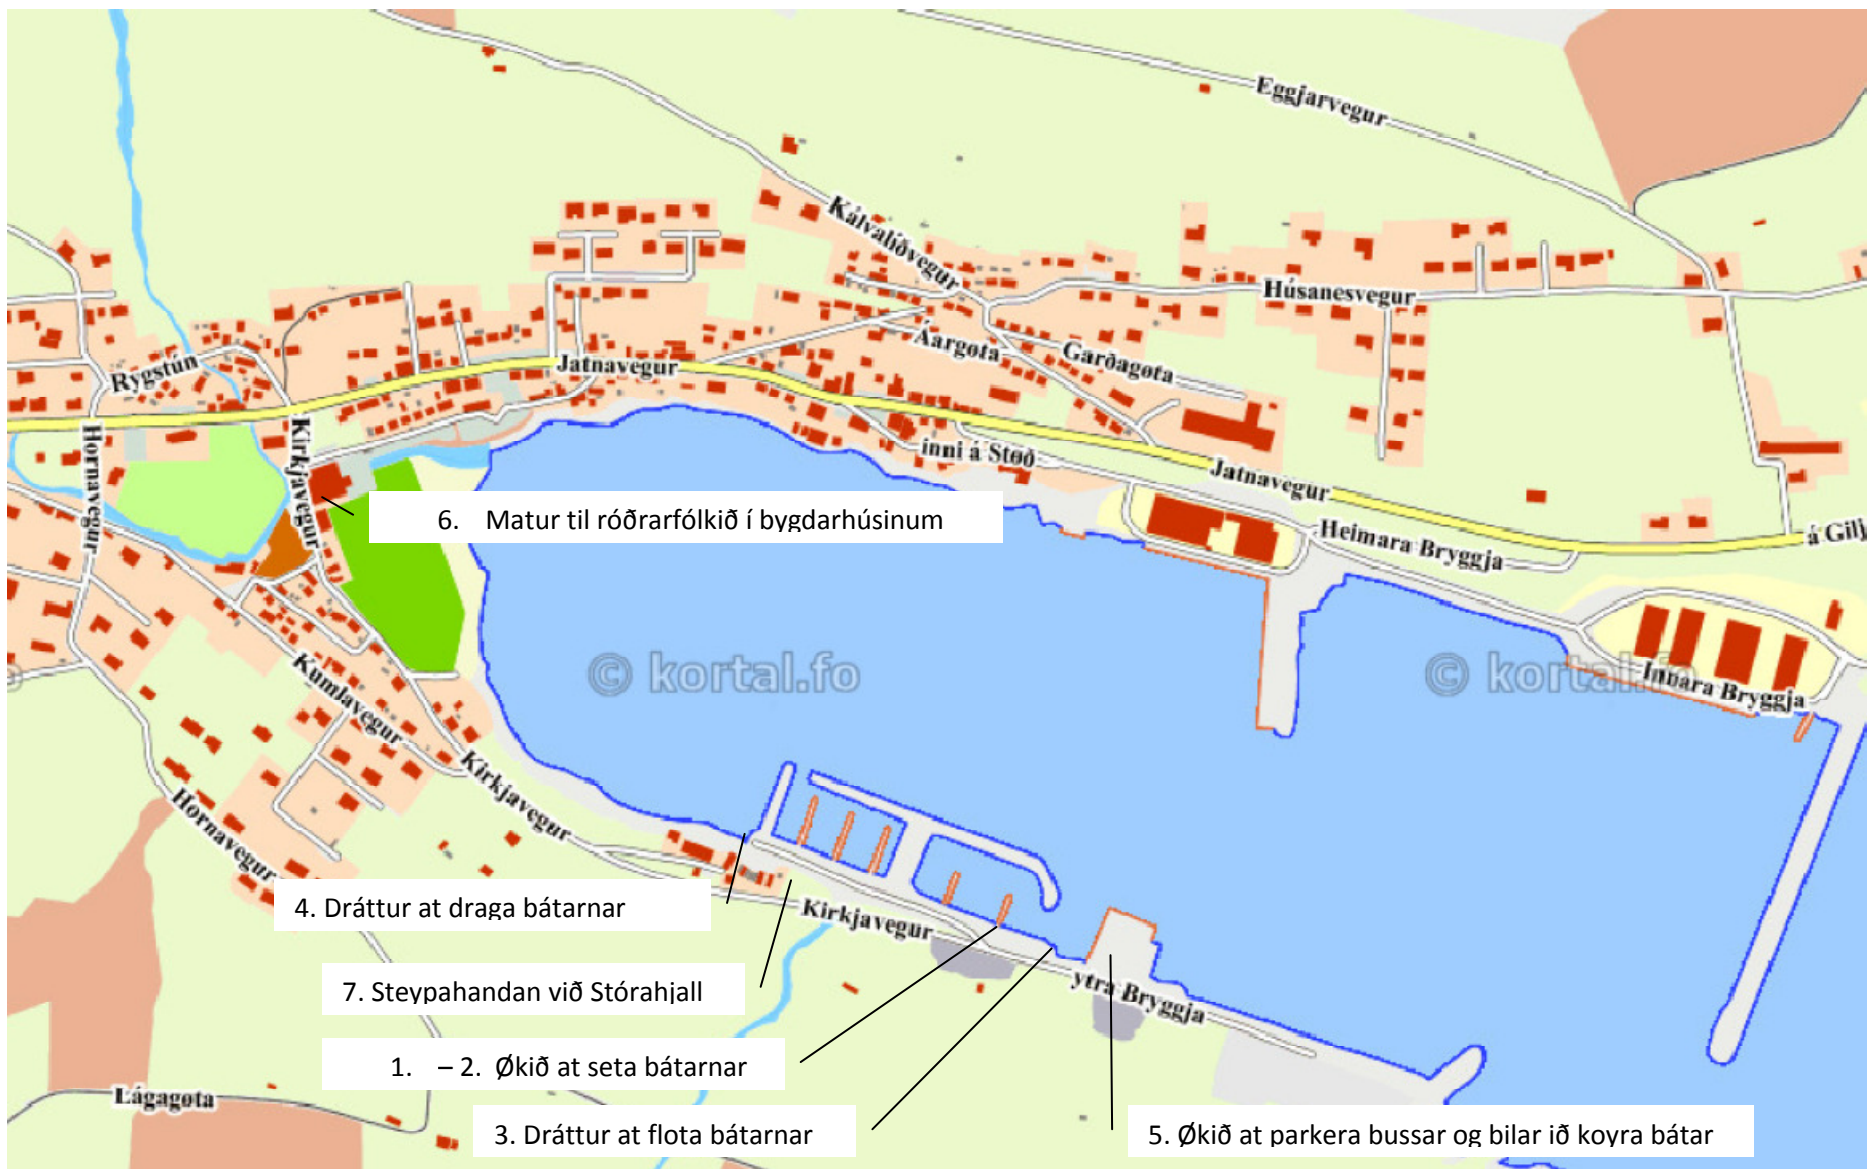 Eggjarvegur
Kálvaliðvegur
Húsanesvegur
Áargota
Garðagota
Jatnavegur
Rygstún
Hornavegur
Kirkjavegur
inni á Støð
Jatnavegur
6. Matur til róðrarfólkið í bygdarhúsinum
Heimara Bryggja
á Gilj
© kortal.fo
© kortal.fo
Innara Bryggja
Kumlavegur
Kirkjavegur
Hornavegur
4. Dráttur at draga bátarnar
Kirkjavegur
7. Steypahandan við Stórahjall
ytra Bryggja
1. – 2. Økið at seta bátarnar
Lágagøta
3. Dráttur at flota bátarnar
5. Økið at parkera bussar og bilar ið koyra bátar